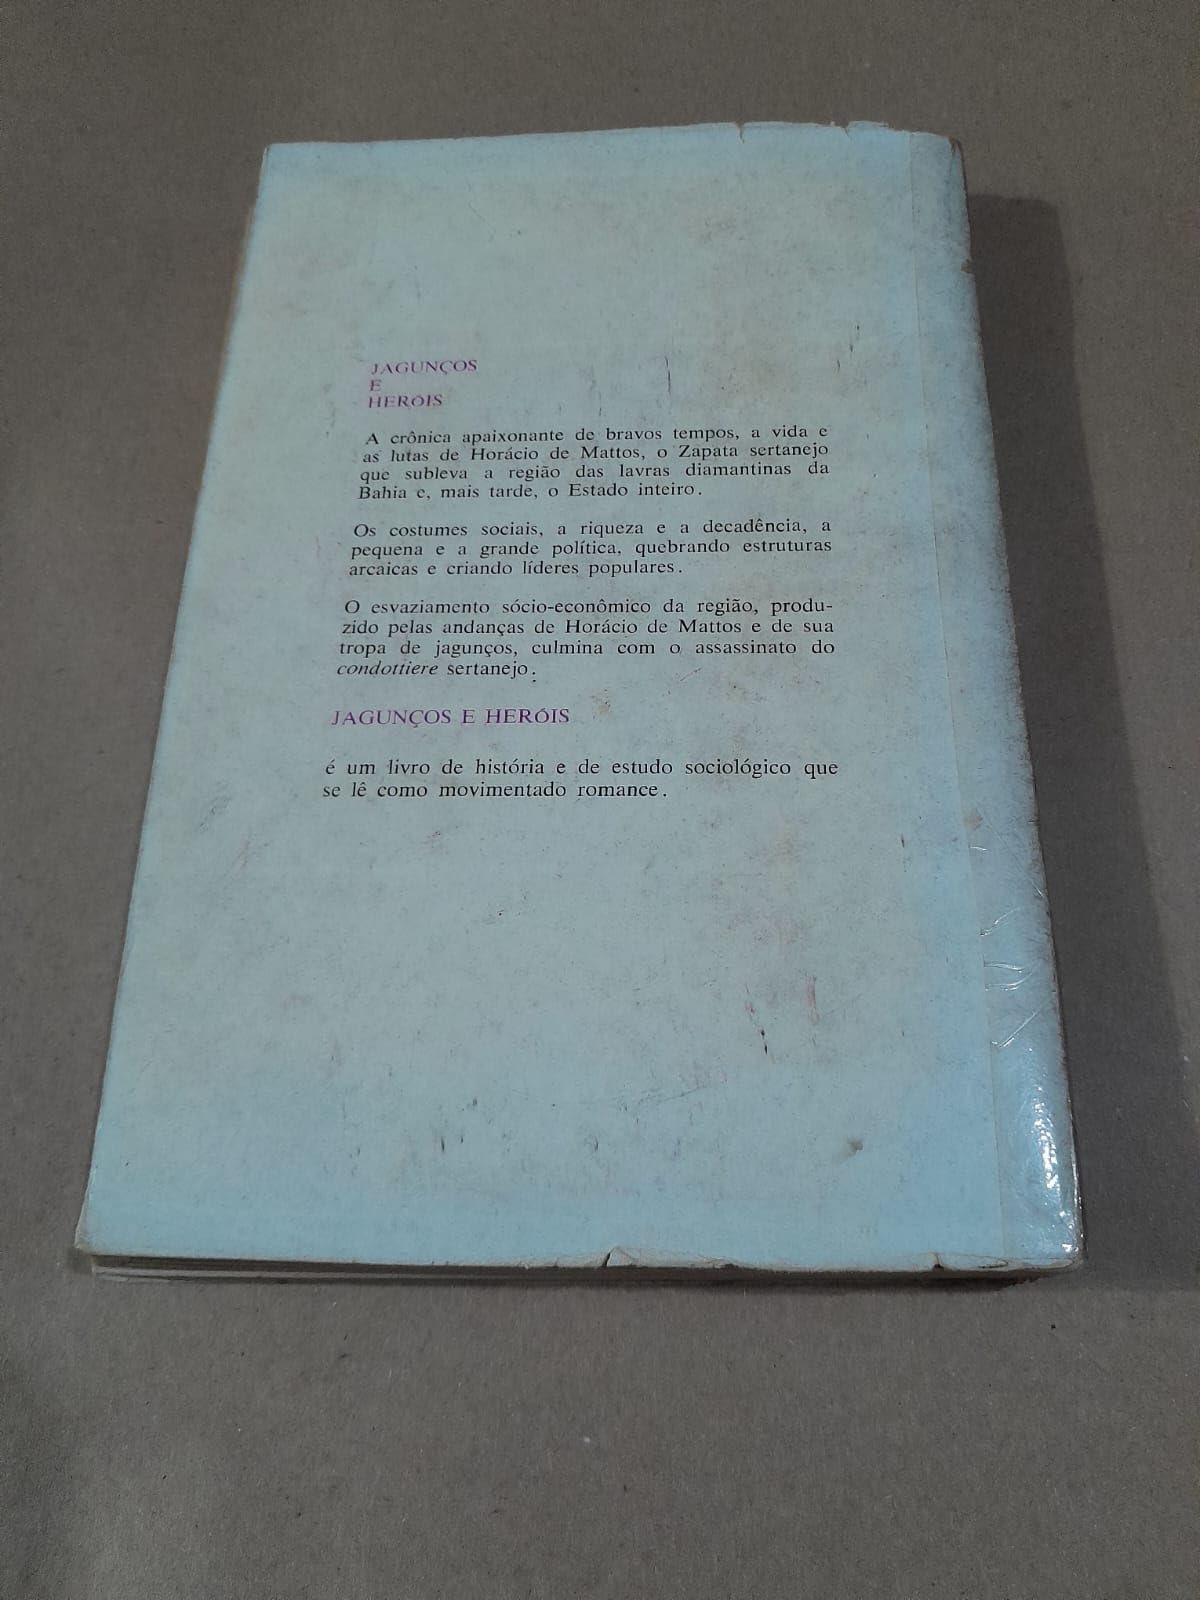 JAGUNÇOS
E
HERÓIS
A crônica apaixonante de bravos tempos, a vida e
as lutas de Horácio de Mattos, o Zapata sertanejo
que subleva a região das lavras diamantinas da
Bahia e, mais tarde, o Estado inteiro.
Os costumes sociais, a riqueza e a decadência, a
pequena e a grande política, quebrando estruturas
arcaicas e criando líderes populares.
O esvaziamento sócio-econômico da região, produ-
zido pelas andanças de Horácio de Mattos e de sua
tropa de jagunços, culmina com o assassinato do
condottiere sertanejo.
JAGUNÇOS E HERÓIS
é um livro de história e de estudo sociológico que
se lê como movimentado romance.